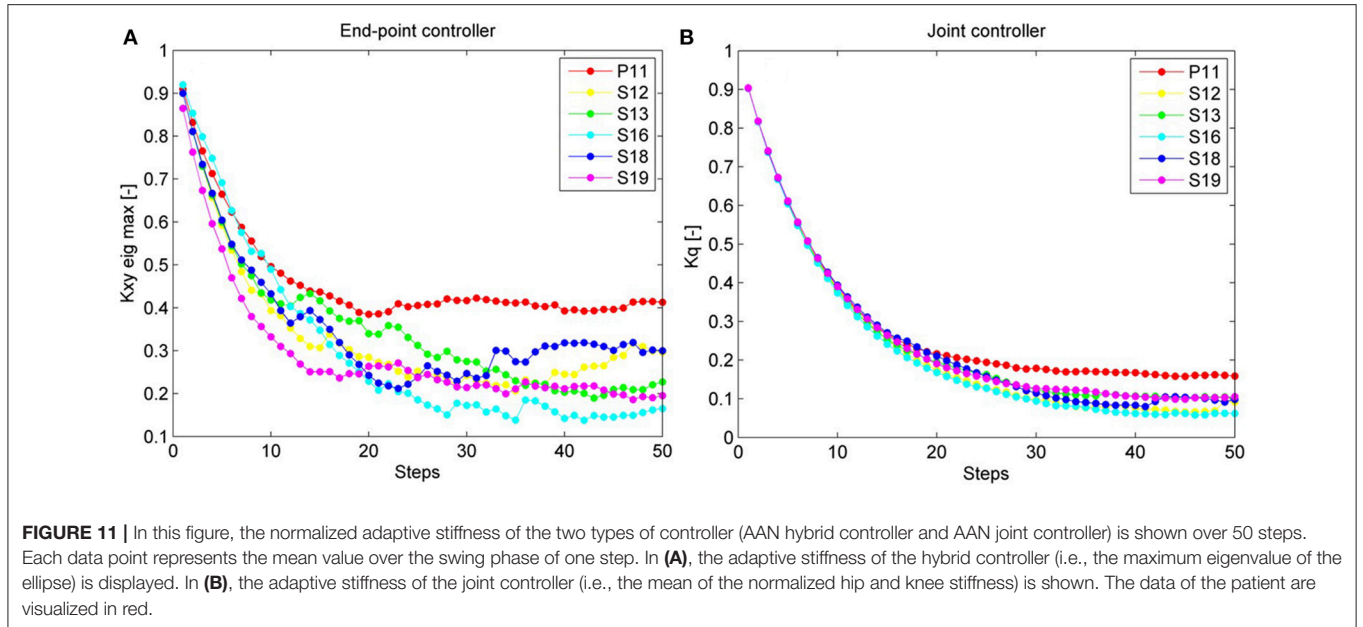 A
End-point controller
1
0.9
0.8
0.7
0.6
0.5
0.4
0.3
0.2
0.1
Kxy eig max [-]
0
10
20
30
40
50
Steps
P11
S12
S13
S16
S18
S19
B
Joint controller
1
0.9
0.8
0.7
0.6
0.5
0.4
0.3
0.2
0.1
0
Kq [-]
0
10
20
30
40
50
Steps
P11
S12
S13
S16
S18
S19
FIGURE 11 | In this figure, the normalized adaptive stiffness of the two types of controller (AAN hybrid controller and AAN joint controller) is shown over 50 steps.
Each data point represents the mean value over the swing phase of one step. In (A), the adaptive stiffness of the hybrid controller (i.e., the maximum eigenvalue of the
ellipse) is displayed. In (B), the adaptive stiffness of the joint controller (i.e., the mean of the normalized hip and knee stiffness) is shown. The data of the patient are
visualized in red.